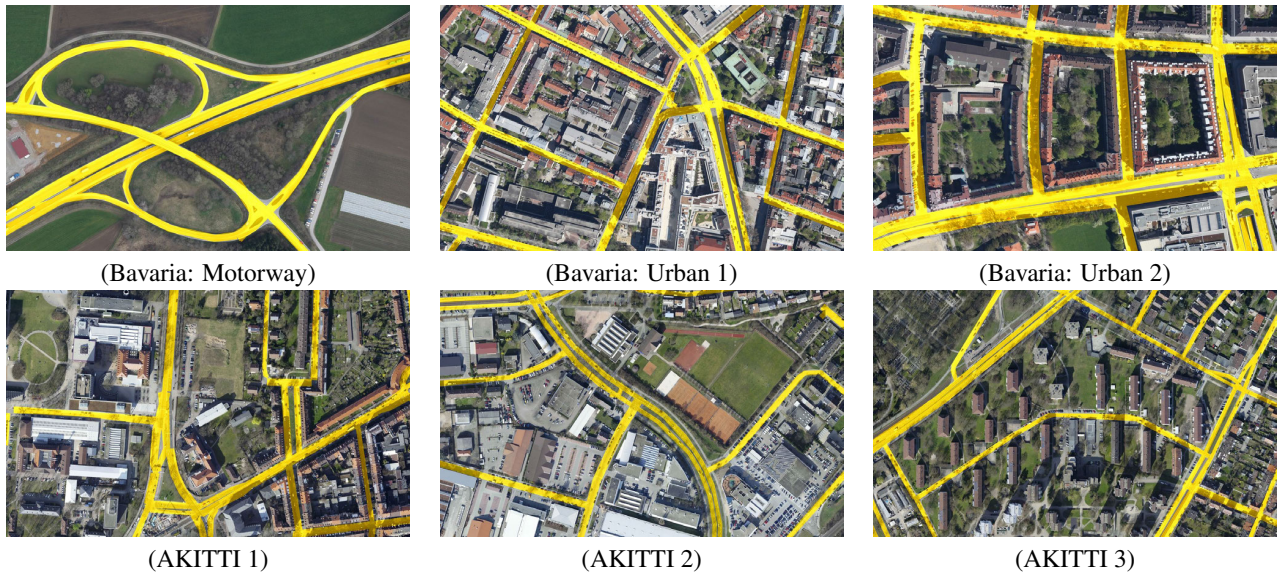 (Bavaria: Motorway)
(Bavaria: Urban 1)
(Bavaria: Urban 2)
(AKITTI 1)
(AKITTI 2)
(AKITTI 3)